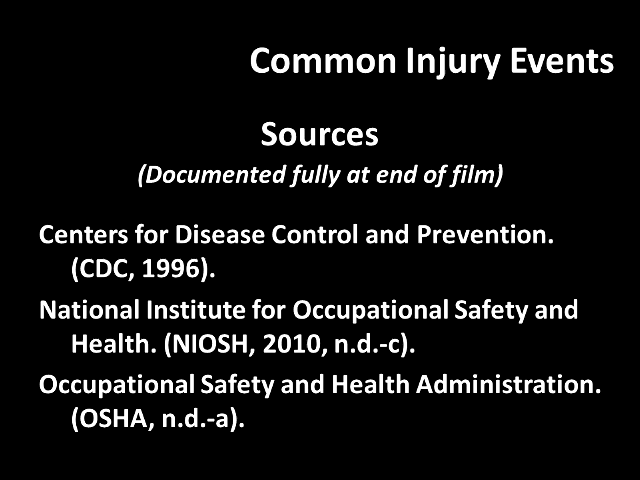 Common Injury Events
Sources
(Documented fully at end of film)
Centers for Disease Control and Prevention.
(CDC, 1996).
National Institute for Occupational Safety and
Health. (NIOSH, 2010, n.d.-c).
Occupational Safety and Health Administration.
(OSHA, n.d.-a).